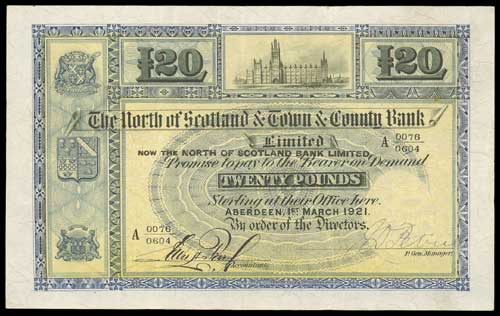 £20 £20
The North of Scotland & Town & County Bank
Limited
NOW THE NORTH OF SCOTLAND BANK LIMITED,
A 0076/0604
Promise to pay to the Bearer on Demand
TWENTY POUNDS
Sterling at their Office here.
ABERDEEN, 1st MARCH 1921.
A 0076/0604
By order of the Directors.
Accountant
P. Gen. Manager